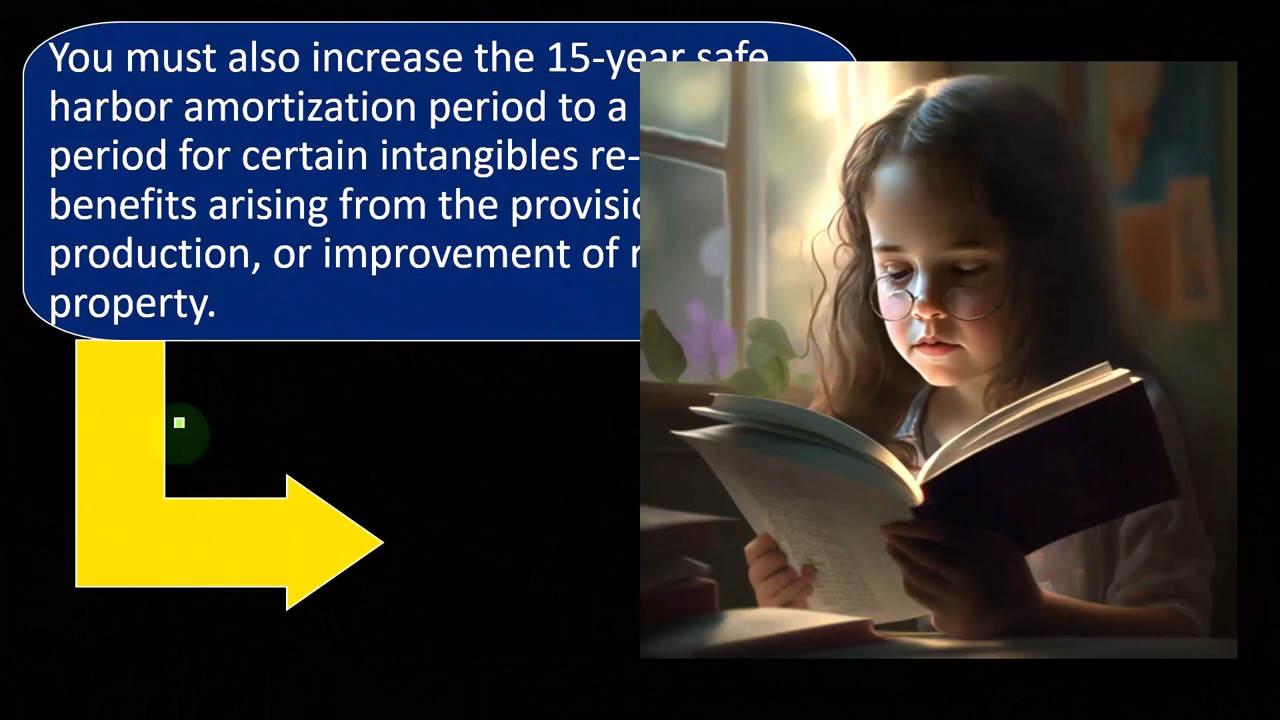 You must also increase the 15-year safe
harbor amortization period to a
period for certain intangibles re-
benefits arising from the
production, or improvement of
property.